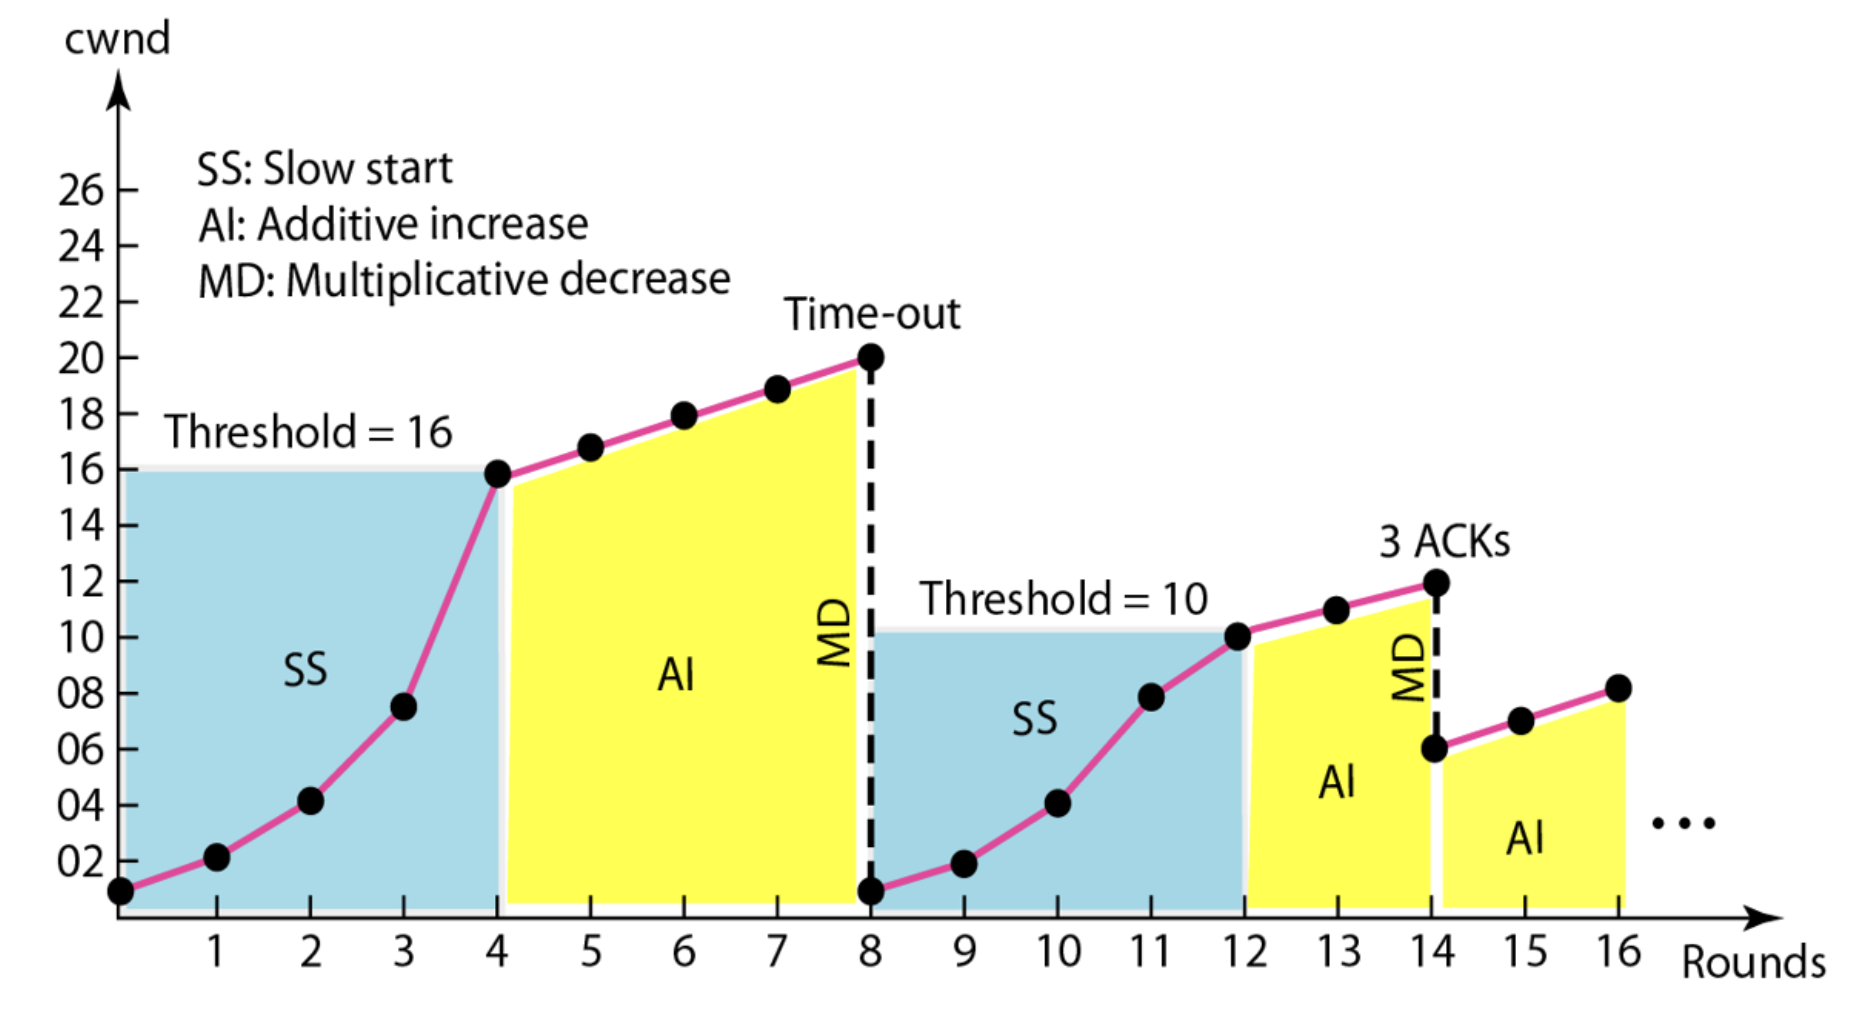 cwnd
SS: Slow start
AI: Additive increase
MD: Multiplicative decrease
26
24
22
20
18
16
14
12
10
08
06
04
02
Time-out
Threshold = 16
3 ACKs
Threshold = 10
MD
MD
SS
AI
SS
AI
AI
1 2 3 4 5 6 7 8 9 10 11 12 13 14 15 16
Rounds